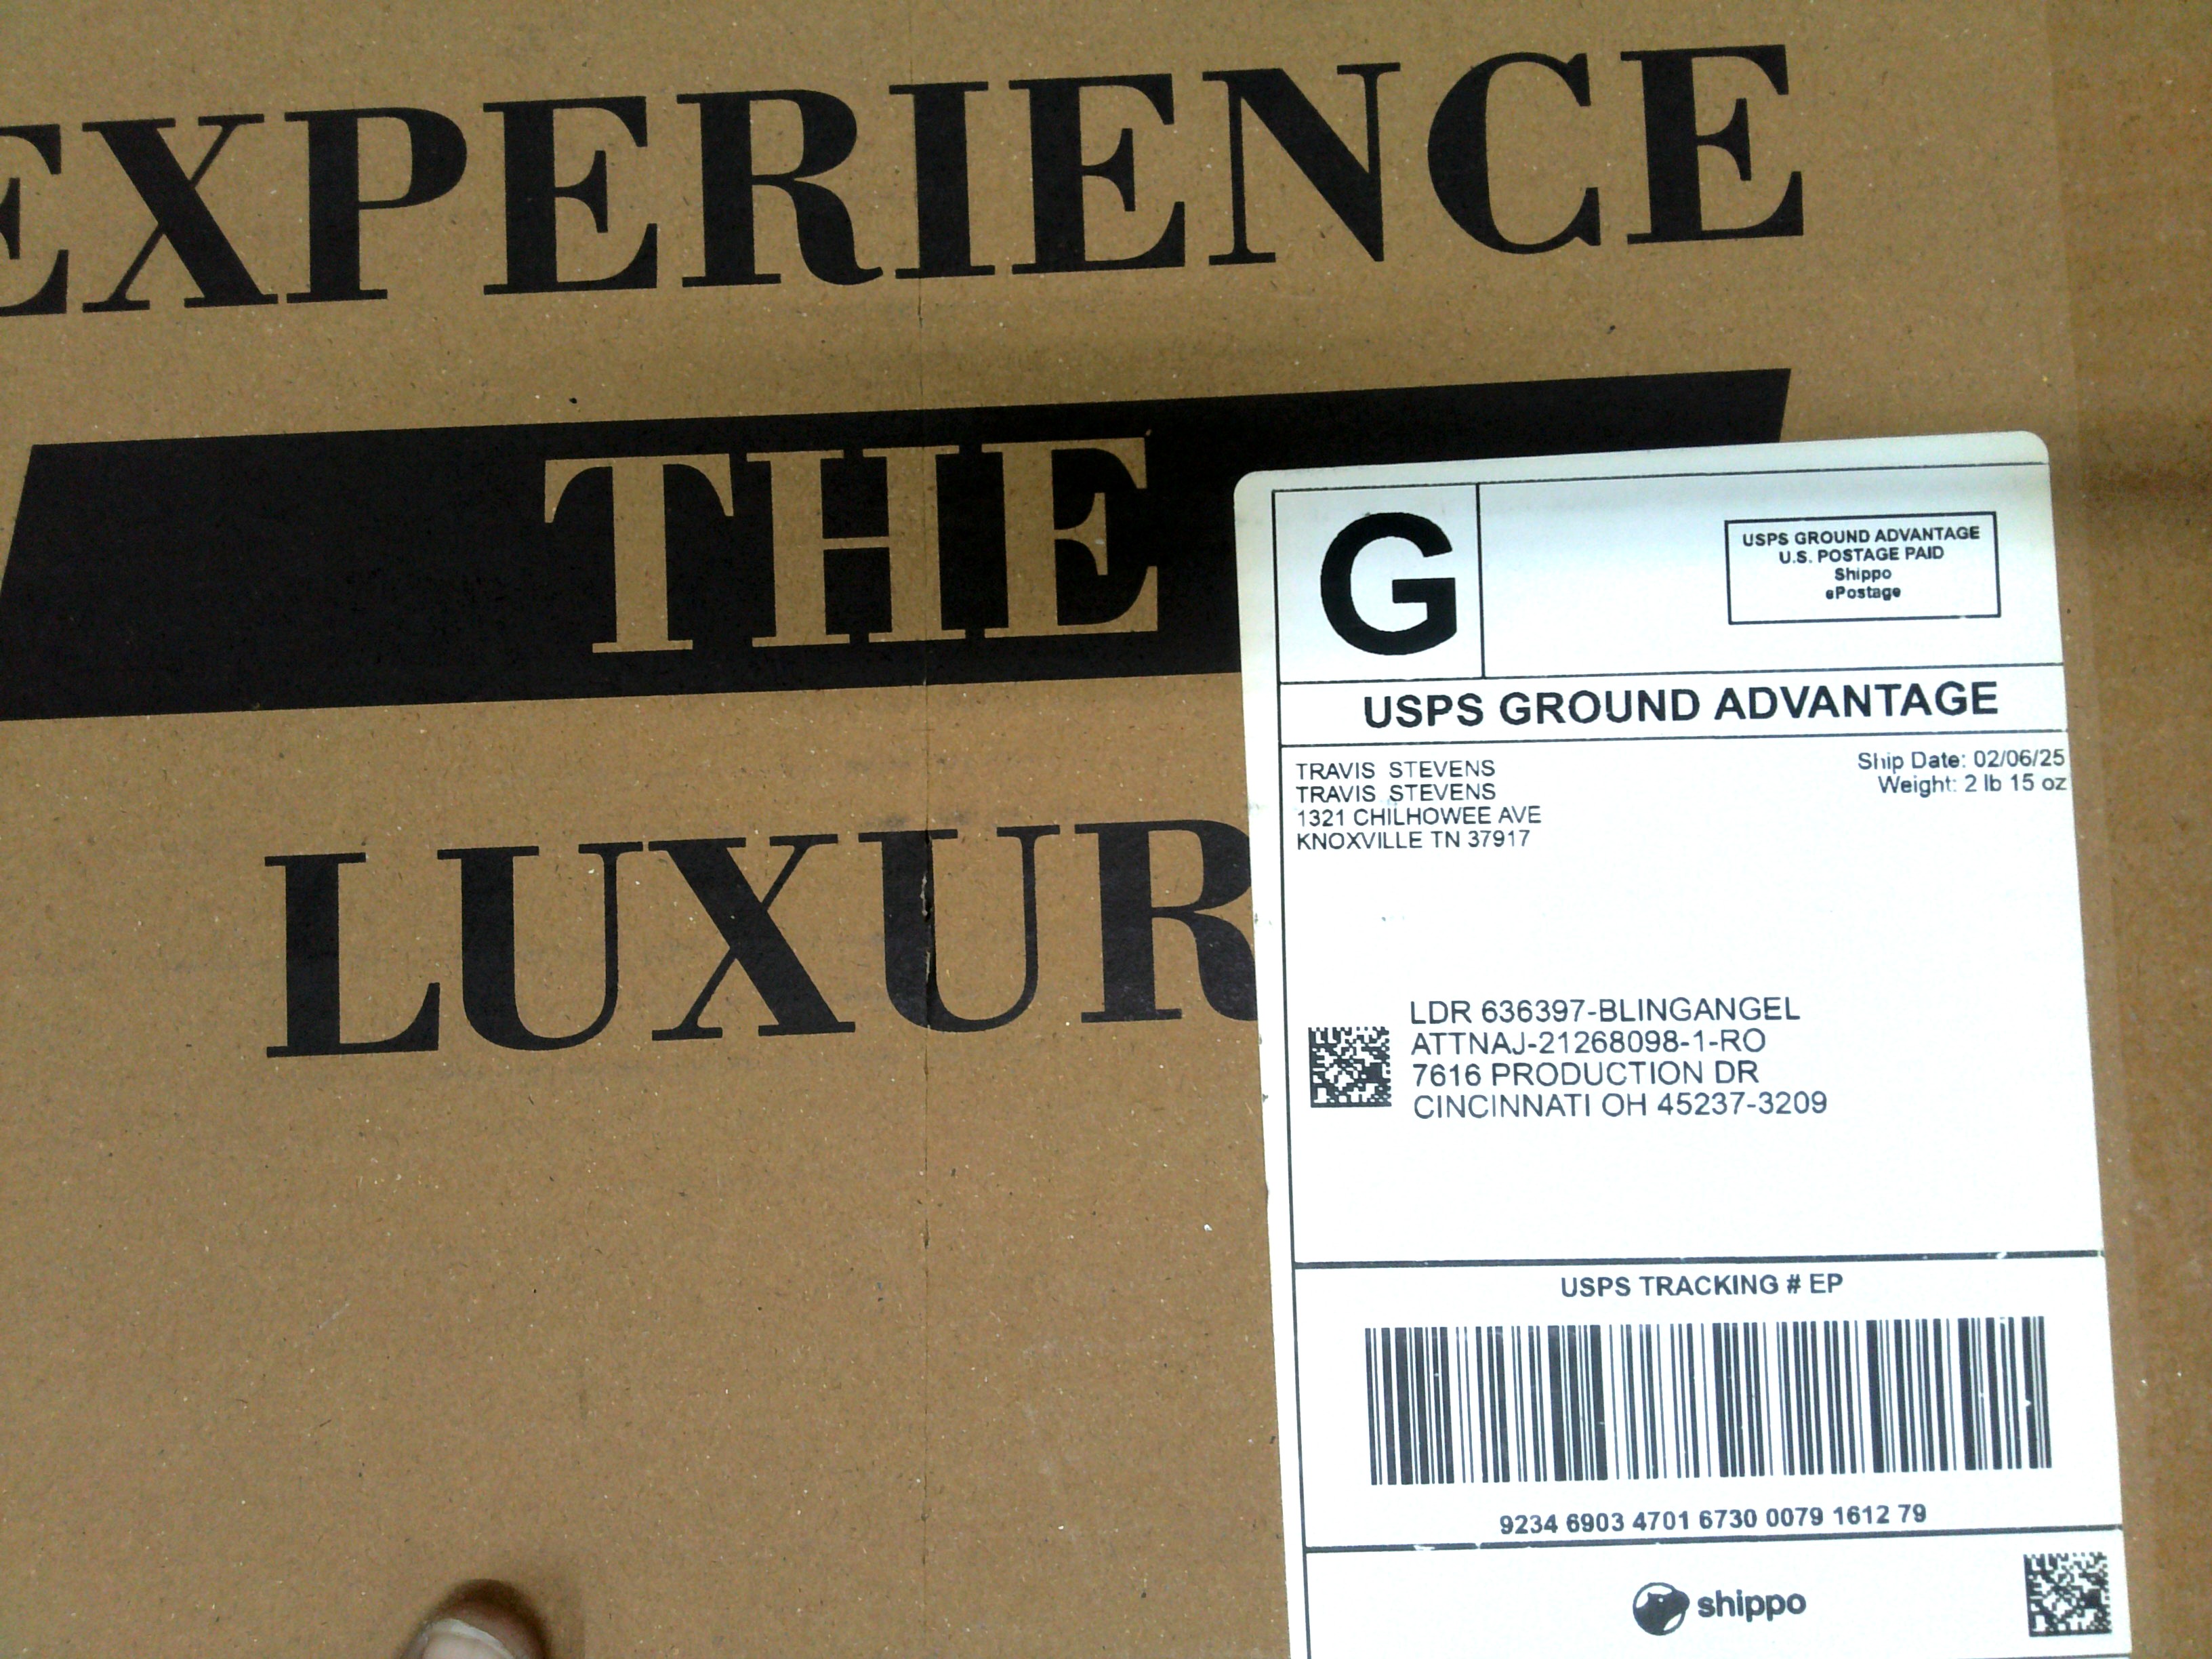 EXPERIENCE
THE
LUXUR
G
USPS GROUND ADVANTAGE
U.S. POSTAGE PAID
Shippo
ePostage
USPS GROUND ADVANTAGE
TRAVIS STEVENS
TRAVIS STEVENS
1321 CHILHOWEE AVE
KNOXVILLE TN 37917
Ship Date: 02/06/25
Weight: 2 lb 15 oz
LDR 636397-BLINGANGEL
ATTNAJ-21268098-1-RO
7616 PRODUCTION DR
CINCINNATI OH 45237-3209
USPS TRACKING # EP
9234 6903 4701 6730 0079 1612 79
shippo